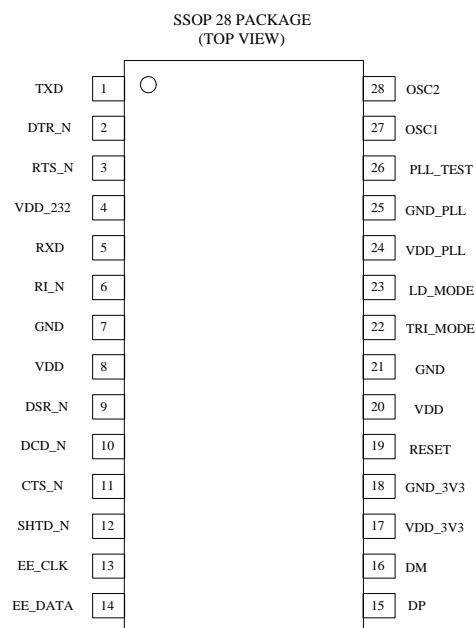 SSOP 28 PACKAGE
(TOP VIEW)
TXD 1 28 OSC2
DTR_N 2 27 OSC1
RTS_N 3 26 PLL_TEST
VDD_232 4 25 GND_PLL
RXD 5 24 VDD_PLL
RI_N 6 23 LD_MODE
GND 7 22 TRI_MODE
VDD 8 21 GND
DSR_N 9 20 VDD
DCD_N 10 19 RESET
CTS_N 11 18 GND_3V3
SHTD_N 12 17 VDD_3V3
EE_CLK 13 16 DM
EE_DATA 14 15 DP